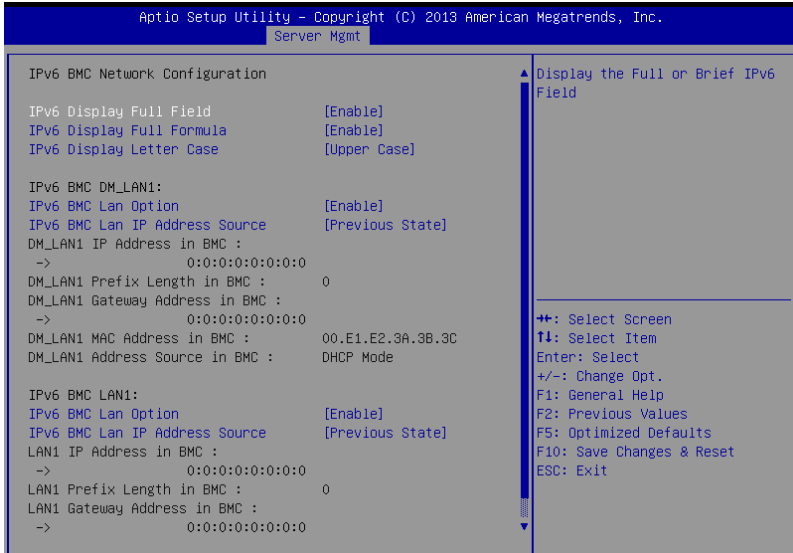 Aptio Setup Utility – Copyright (C) 2013 American Megatrends, Inc.
Server Mgmt
IPv6 BMC Network Configuration
IPv6 Display Full Field [Enable]
IPv6 Display Full Formula [Enable]
IPv6 Display Letter Case [Upper Case]
IPv6 BMC DM_LAN1:
IPv6 BMC Lan Option [Enable]
IPv6 BMC Lan IP Address Source [Previous State]
DM_LAN1 IP Address in BMC :
-> 0:0:0:0:0:0:0:0
DM_LAN1 Prefix Length in BMC : 0
DM_LAN1 Gateway Address in BMC :
-> 0:0:0:0:0:0:0:0
DM_LAN1 MAC Address in BMC : 00.E1.E2.3A.3B.3C
DM_LAN1 Address Source in BMC : DHCP Mode
IPv6 BMC LAN1:
IPv6 BMC Lan Option [Enable]
IPv6 BMC Lan IP Address Source [Previous State]
LAN1 IP Address in BMC :
-> 0:0:0:0:0:0:0:0
LAN1 Prefix Length in BMC : 0
LAN1 Gateway Address in BMC :
-> 0:0:0:0:0:0:0:0
Display the Full or Brief IPv6
Field
→←: Select Screen
↑↓: Select Item
Enter: Select
+/-: Change Opt.
F1: General Help
F2: Previous Values
F5: Optimized Defaults
F10: Save Changes & Reset
ESC: Exit